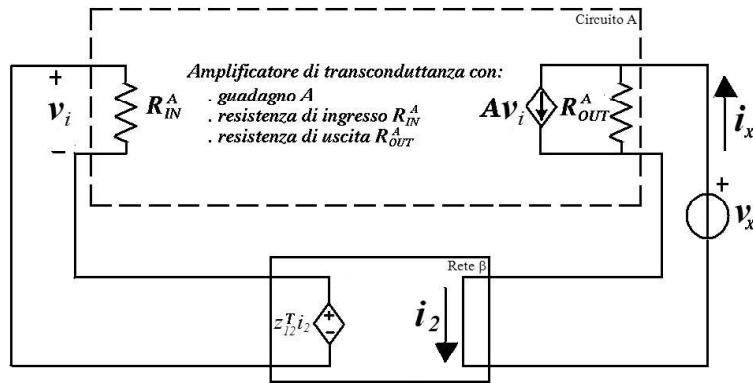 Circuito A
+
v_i
−
R_IN^A
Amplificatore di transconduttanza con:
. guadagno A
. resistenza di ingresso R_IN^A
. resistenza di uscita R_OUT^A
Av_i
R_OUT^A
i_x
+
v_x
Rete β
z_12^T i_2
+
−
i_2